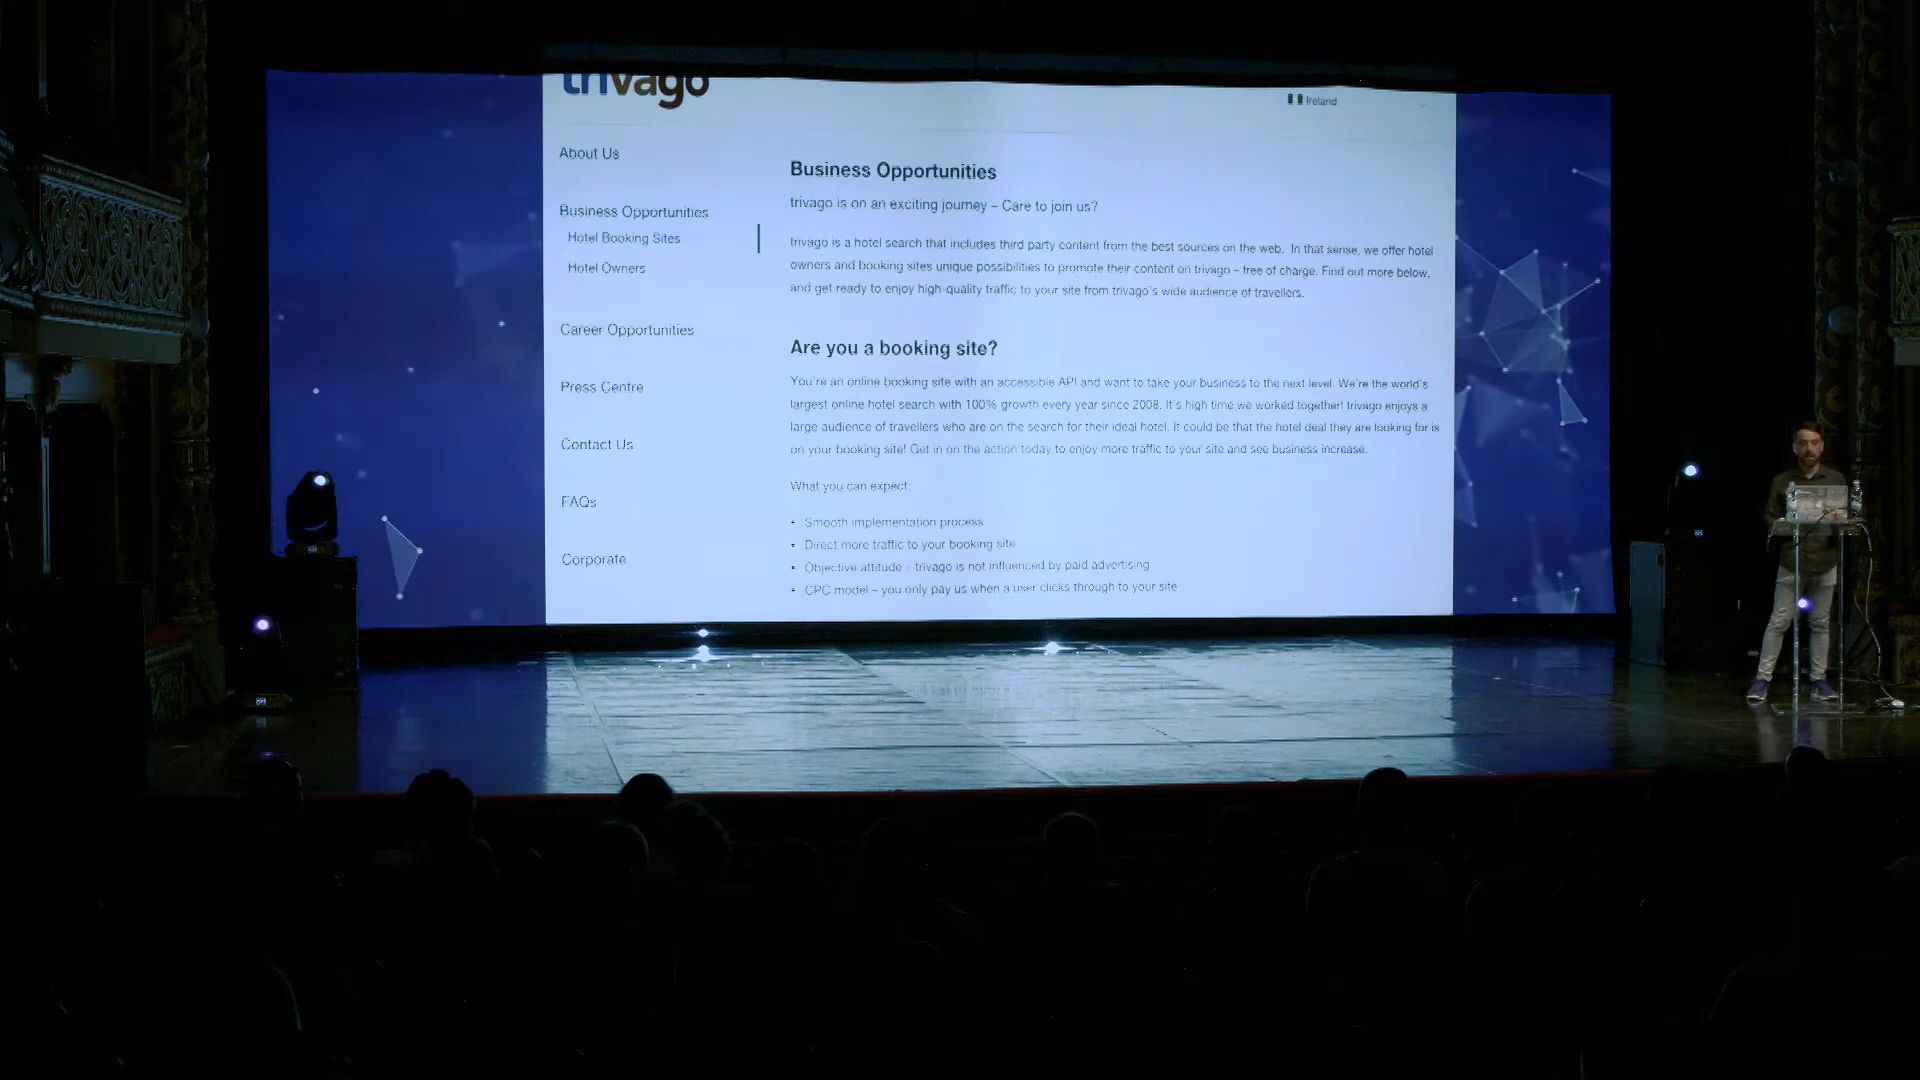 trivago
Ireland
About Us
Business Opportunities
Hotel Booking Sites
Hotel Owners
Career Opportunities
Press Centre
Contact Us
FAQs
Corporate
Business Opportunities
trivago is on an exciting journey – Care to join us?
trivago is a hotel search that includes third party content from the best sources on the web. In that sense, we offer hotel
owners and booking sites unique possibilities to promote their content on trivago – free of charge. Find out more below,
and get ready to enjoy high-quality traffic to your site from trivago's wide audience of travellers.
Are you a booking site?
You're an online booking site with an accessible API and want to take your business to the next level. We're the world's
largest online hotel search with 100% growth every year since 2008. It's high time we worked together! trivago enjoys a
large audience of travellers who are on the search for their ideal hotel. It could be that the hotel deal they are looking for is
on your booking site! Get in on the action today to enjoy more traffic to your site and see business increase.
What you can expect:
• Smooth implementation process
• Direct more traffic to your booking site
• Objective attitude - trivago is not influenced by paid advertising
• CPC model – you only pay us when a user clicks through to your site